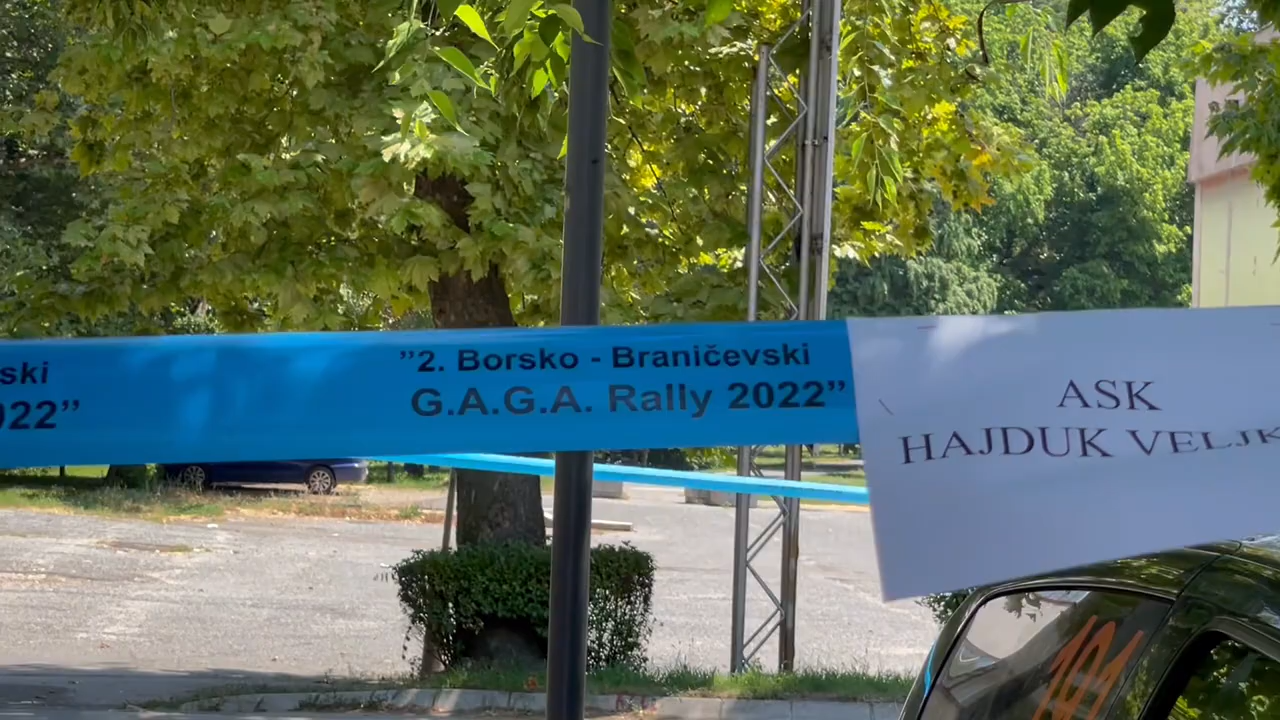 ski
022”
”2. Borsko - Braničevski
G.A.G.A. Rally 2022”
ASK
HAJDUK VELJK
101